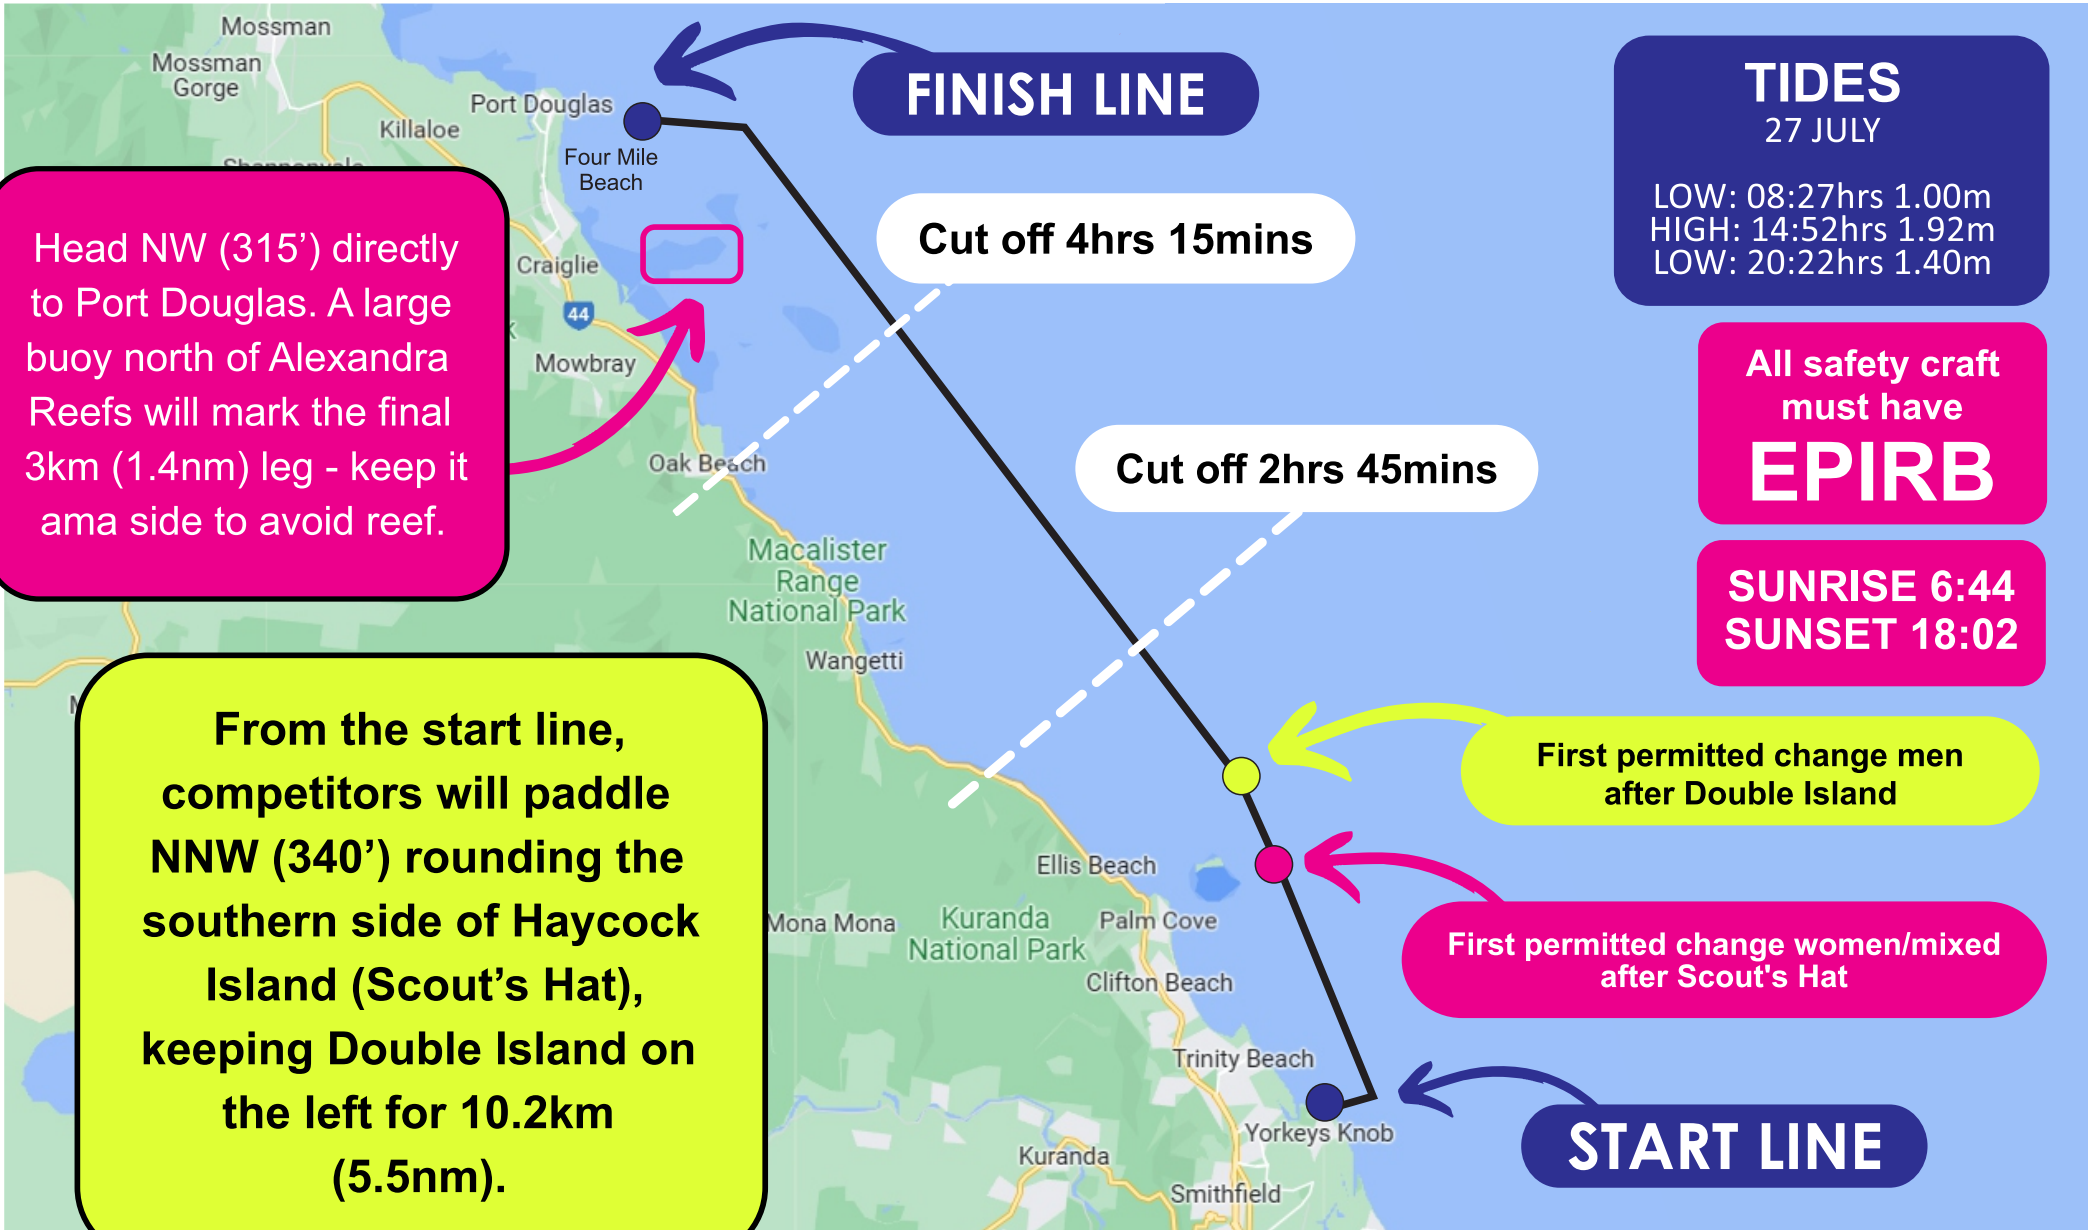 Mossman
Mossman
Gorge
Port Douglas
Killaloe
Four Mile
Beach
FINISH LINE
TIDES
27 JULY
LOW: 08:27hrs 1.00m
HIGH: 14:52hrs 1.92m
LOW: 20:22hrs 1.40m
Head NW (315’) directly
to Port Douglas. A large
buoy north of Alexandra
Reefs will mark the final
3km (1.4nm) leg - keep it
ama side to avoid reef.
Craiglie
44
Mowbray
Oak Beach
Cut off 4hrs 15mins
Cut off 2hrs 45mins
All safety craft
must have
EPIRB
SUNRISE 6:44
SUNSET 18:02
Macalister
Range
National Park
Wangetti
From the start line,
competitors will paddle
NNW (340’) rounding the
southern side of Haycock
Island (Scout’s Hat),
keeping Double Island on
the left for 10.2km
(5.5nm).
First permitted change men
after Double Island
First permitted change women/mixed
after Scout's Hat
Ellis Beach
Mona Mona
Kuranda
National Park
Palm Cove
Clifton Beach
Trinity Beach
Yorkeys Knob
Kuranda
Smithfield
START LINE